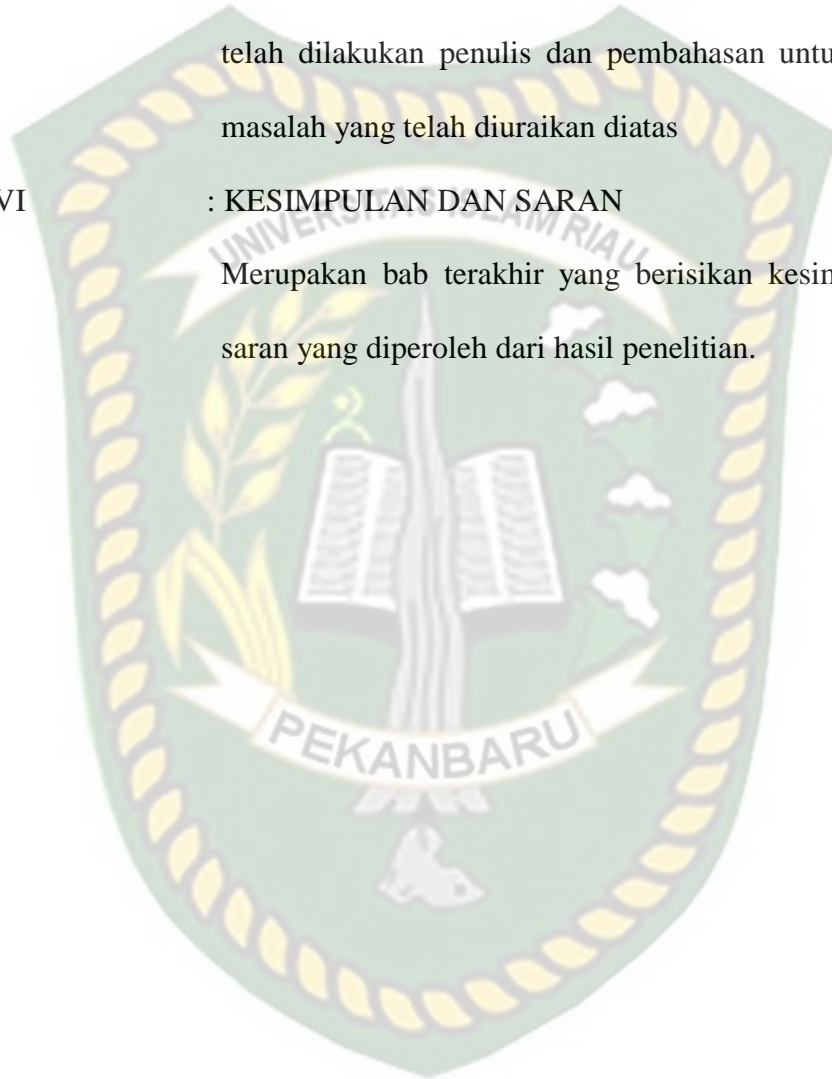 telah dilakukan penulis dan pembahasan untu
masalah yang telah diuraikan diatas
VI : KESIMPULAN DAN SARAN
UNIVERSITAS ISLAM RIAU
Merupakan bab terakhir yang berisikan kesin
saran yang diperoleh dari hasil penelitian.
PEKANBARU